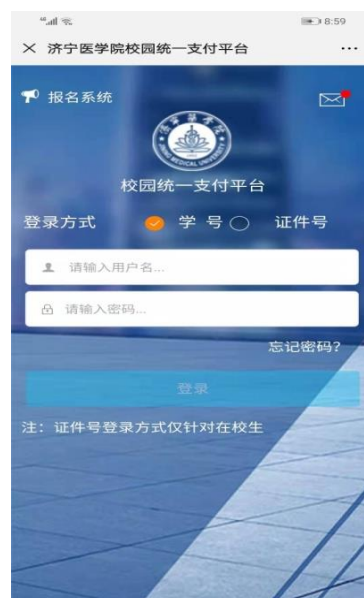 8:59
× 济宁医学院校园统一支付平台 ...
报名系统
校园统一支付平台
登录方式 学 号 证件号
请输入用户名...
请输入密码...
忘记密码?
登录
注：证件号登录方式仅针对在校生